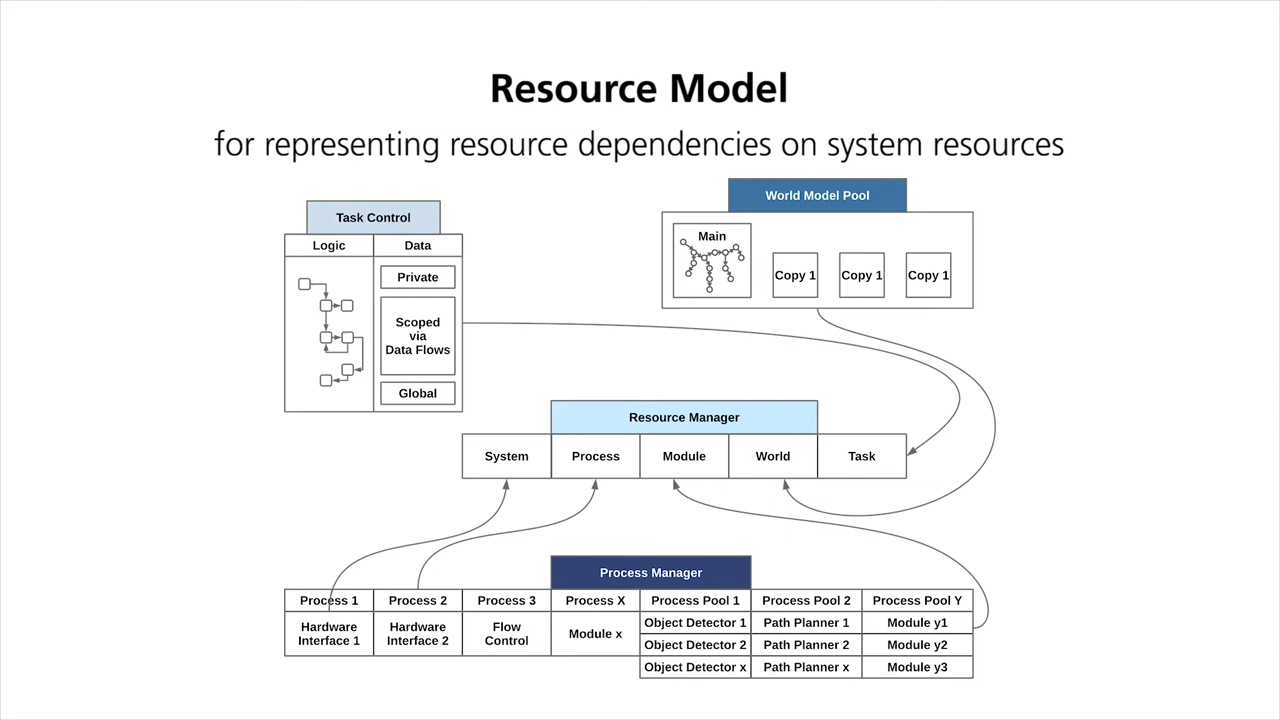 Resource Model
for representing resource dependencies on system resources
Task Control
Logic
Data
Private
Scoped
via
Data Flows
Global
World Model Pool
Main
Copy 1
Copy 1
Copy 1
Resource Manager
System
Process
Module
World
Task
Process Manager
Process 1
Process 2
Process 3
Process X
Process Pool 1
Process Pool 2
Process Pool Y
Hardware
Interface 1
Hardware
Interface 2
Flow
Control
Module x
Object Detector 1
Path Planner 1
Module y1
Object Detector 2
Path Planner 2
Module y2
Object Detector x
Path Planner x
Module y3